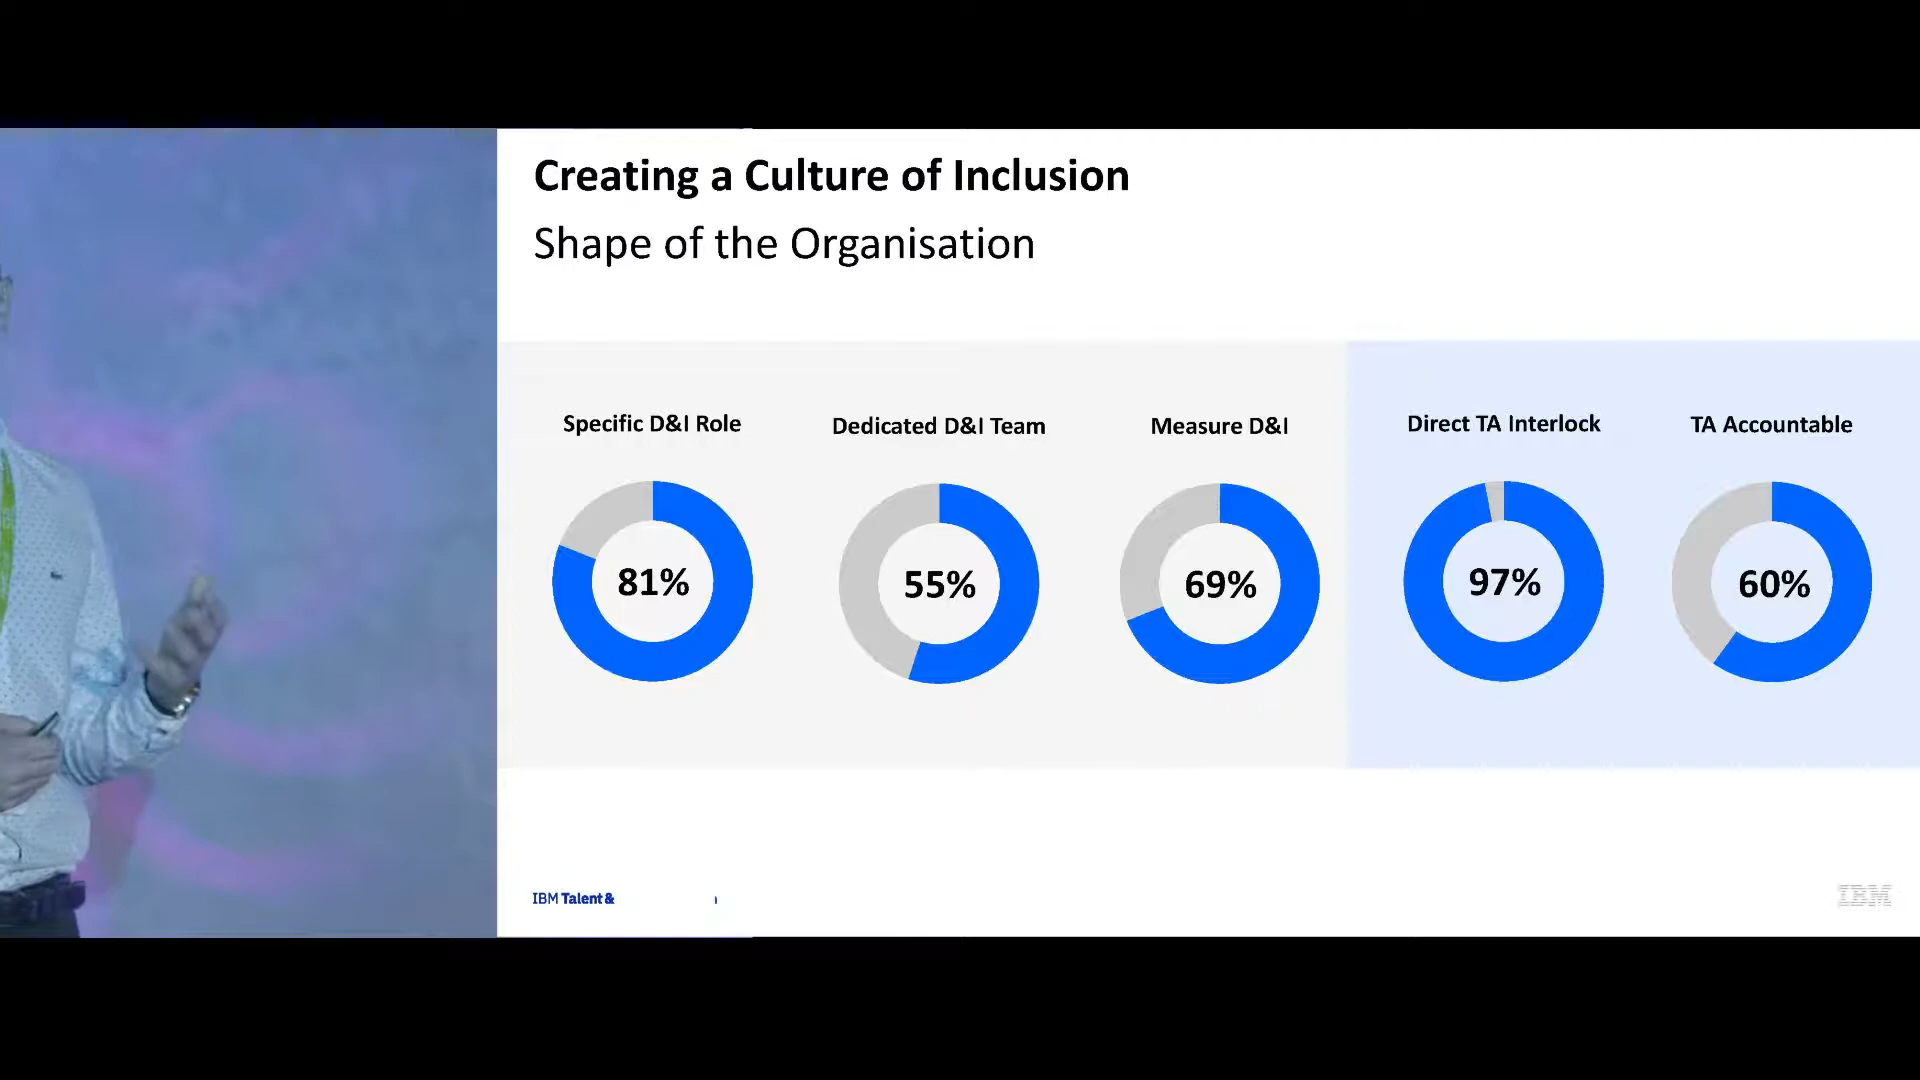 Creating a Culture of Inclusion
Shape of the Organisation
Specific D&I Role
Dedicated D&I Team
Measure D&I
Direct TA Interlock
TA Accountable
81%
55%
69%
97%
60%
IBM Talent &
IBM